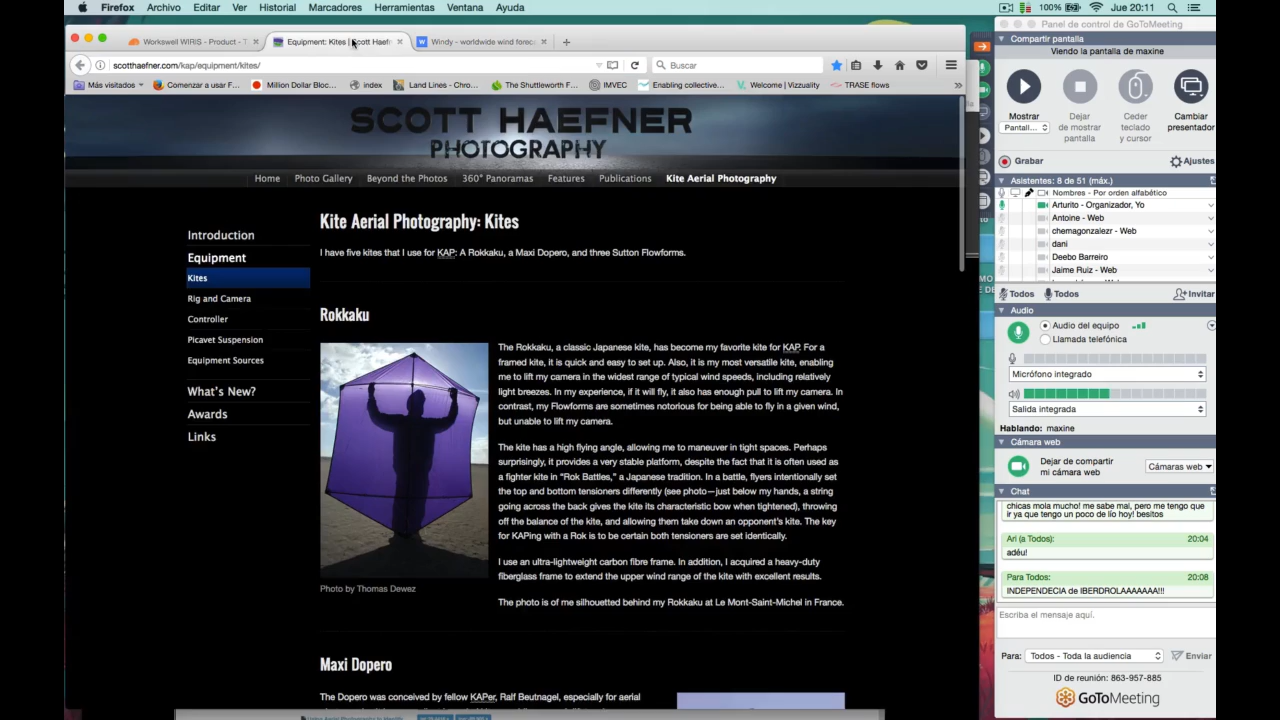 Firefox Archivo Editar Ver Historial Marcadores Herramientas Ventana Ayuda
100% Jue 20:11
Workswell WIRIS - Product - T
Equipment: Kites | Scott Haefn
Windy - worldwide wind forec
scotthaefner.com/kap/equipment/kites/
Buscar
Más visitados
Comenzar a usar F...
Million Dollar Bloc...
index
Land Lines - Chro...
The Shuttleworth F...
IMVEC
Enabling collective...
Welcome | Vizzuality
TRASE flows
SCOTT HAEFNER
PHOTOGRAPHY
Home Photo Gallery Beyond the Photos 360° Panoramas Features Publications Kite Aerial Photography
Introduction
Equipment
Kites
Rig and Camera
Controller
Picavet Suspension
Equipment Sources
What's New?
Awards
Links
Kite Aerial Photography: Kites
I have five kites that I use for KAP: A Rokkaku, a Maxi Dopero, and three Sutton Flowforms.
Rokkaku
The Rokkaku, a classic Japanese kite, has become my favorite kite for KAP. For a
framed kite, it is quick and easy to set up. Also, it is my most versatile kite, enabling
me to lift my camera in the widest range of typical wind speeds, including relatively
light breezes. In my experience, if it will fly, it also has enough pull to lift my camera. In
contrast, my Flowforms are sometimes notorious for being able to fly in a given wind,
but unable to lift my camera.
The kite has a high flying angle, allowing me to maneuver in tight spaces. Perhaps
surprisingly, it provides a very stable platform, despite the fact that it is often used as
a fighter kite in “Rok Battles,” a Japanese tradition. In a battle, flyers intentionally set
the top and bottom tensioners differently (see photo—just below my hands, a string
going across the back gives the kite its characteristic bow when tightened), throwing
off the balance of the kite, and allowing them take down an opponent's kite. The key
for KAPing with a Rok is to be certain both tensioners are set identically.
I use an ultra-lightweight carbon fibre frame. In addition, I acquired a heavy-duty
fiberglass frame to extend the upper wind range of the kite with excellent results.
Photo by Thomas Dewez
The photo is of me silhouetted behind my Rokkaku at Le Mont-Saint-Michel in France.
Maxi Dopero
The Dopero was conceived by fellow KAPer, Ralf Beutnagel, especially for aerial
Panel de control de GoToMeeting
Compartir pantalla
Viendo la pantalla de maxine
Mostrar
Pantall...
Dejar
de mostrar
pantalla
Ceder
teclado
y cursor
Cambiar
presentador
Grabar
Ajustes
Asistentes: 8 de 51 (máx.)
Nombres - Por orden alfabético
Arturito - Organizador, Yo
Antoine - Web
chemagonzalezr - Web
dani
Deebo Barreiro
Jaime Ruiz - Web
Todos Todos Invitar
Audio
Audio del equipo
Llamada telefónica
Micrófono integrado
Salida integrada
Hablando: maxine
Cámara web
Dejar de compartir
mi cámara web
Cámaras web
Chat
chicas mola mucho! me sabe mal, pero me tengo que
ir ya que tengo un poco de lío hoy! besitos
Ari (a Todos): 20:04
adéu!
Para Todos: 20:08
INDEPENDECIA de IBERDROLAAAAAAA!!!
Escriba el mensaje aquí.
Para: Todos - Toda la audiencia
Enviar
ID de reunión: 863-957-885
GoToMeeting